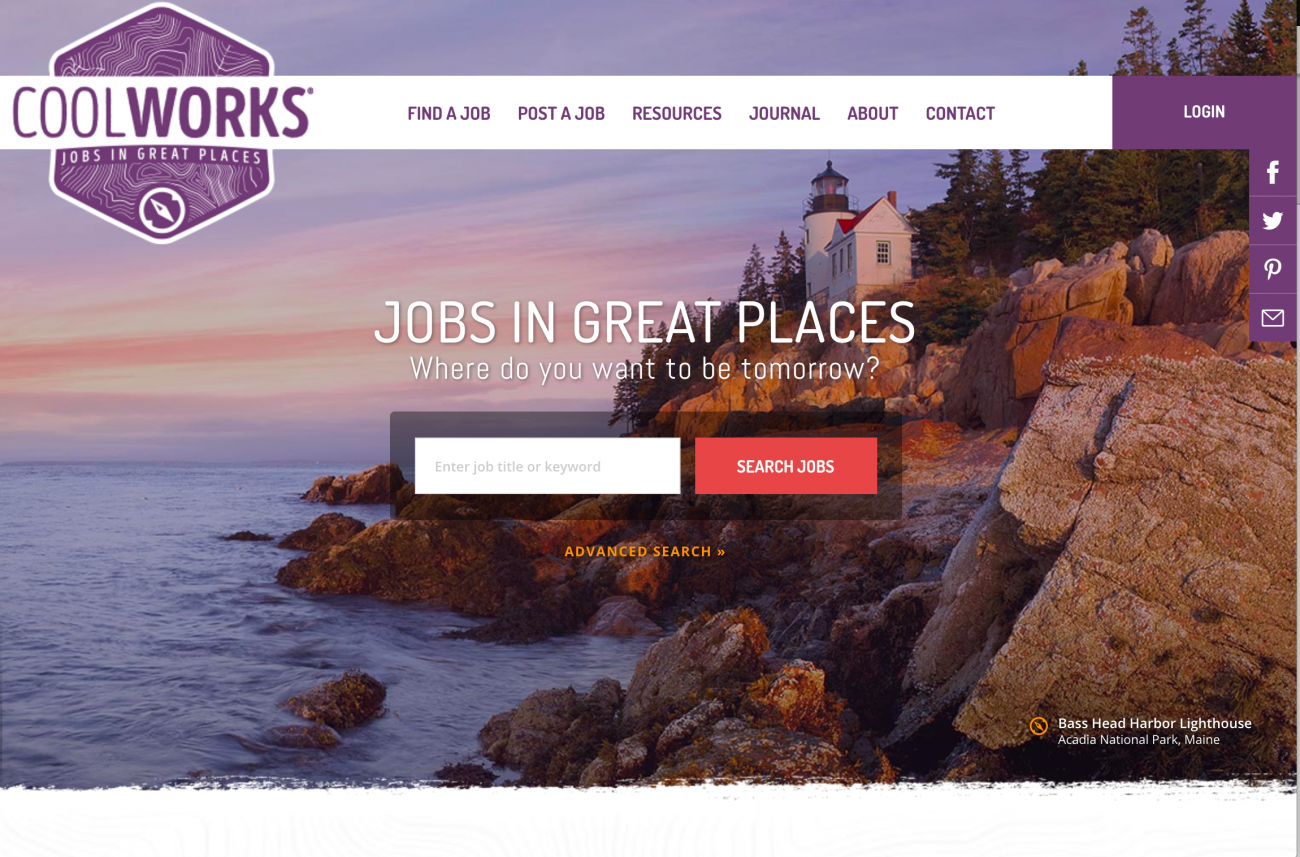 COOLWORKS®
JOBS IN GREAT PLACES
FIND A JOB POST A JOB RESOURCES JOURNAL ABOUT CONTACT
LOGIN
JOBS IN GREAT PLACES
Where do you want to be tomorrow?
Enter job title or keyword
SEARCH JOBS
ADVANCED SEARCH »
Bass Head Harbor Lighthouse
Acadia National Park, Maine